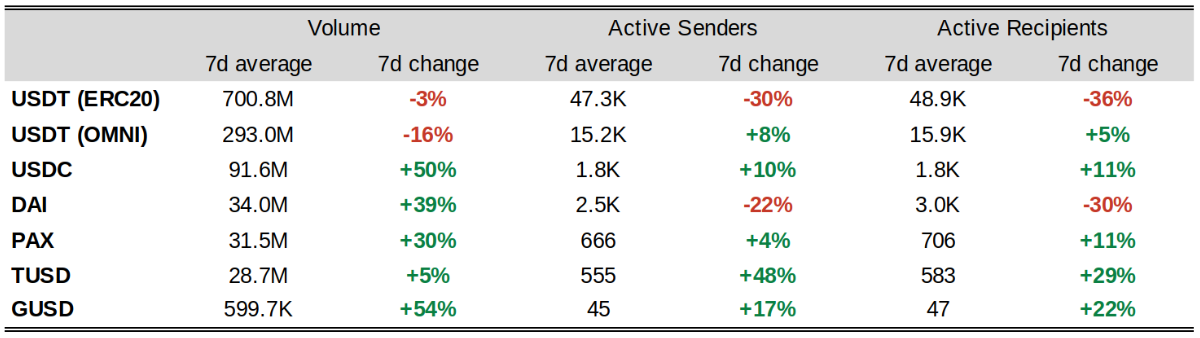 Volume Active Senders Active Recipients
7d average 7d change 7d average 7d change 7d average 7d change
USDT (ERC20) 700.8M -3% 47.3K -30% 48.9K -36%
USDT (OMNI) 293.0M -16% 15.2K +8% 15.9K +5%
USDC 91.6M +50% 1.8K +10% 1.8K +11%
DAI 34.0M +39% 2.5K -22% 3.0K -30%
PAX 31.5M +30% 666 +4% 706 +11%
TUSD 28.7M +5% 555 +48% 583 +29%
GUSD 599.7K +54% 45 +17% 47 +22%